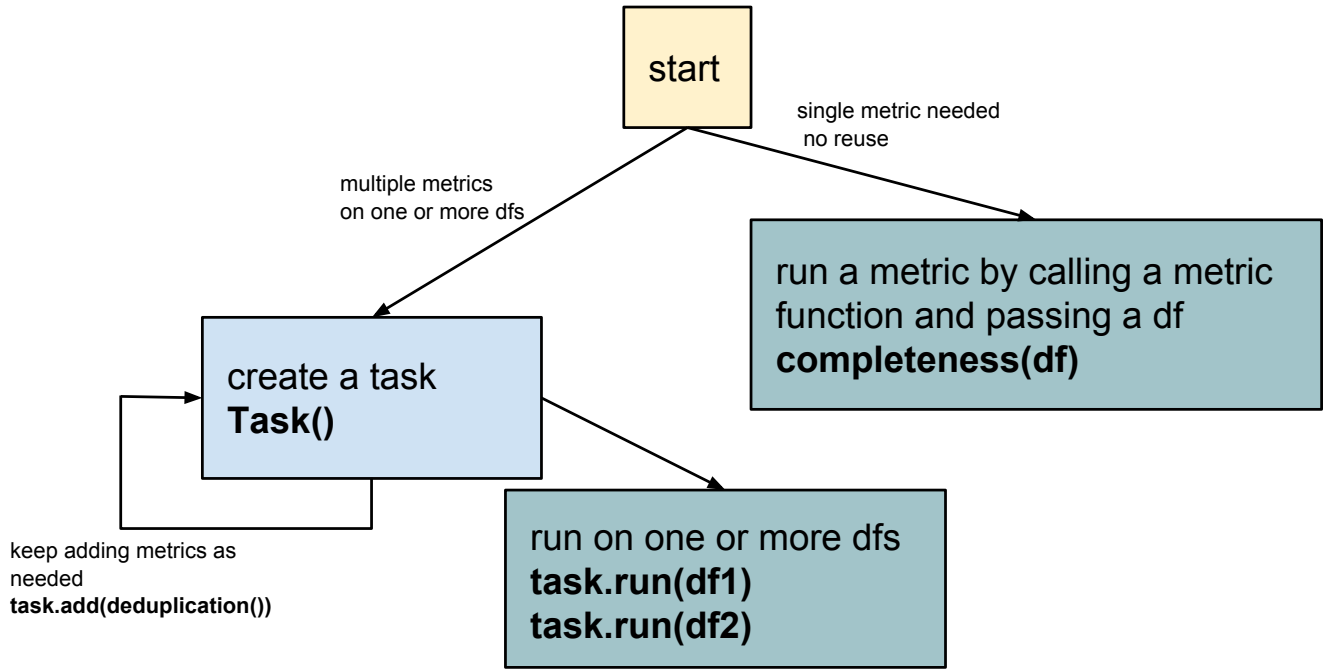 start
single metric needed
no reuse
multiple metrics
on one or more dfs
run a metric by calling a metric
function and passing a df
completeness(df)
create a task
Task()
keep adding metrics as
needed
task.add(deduplication())
run on one or more dfs
task.run(df1)
task.run(df2)